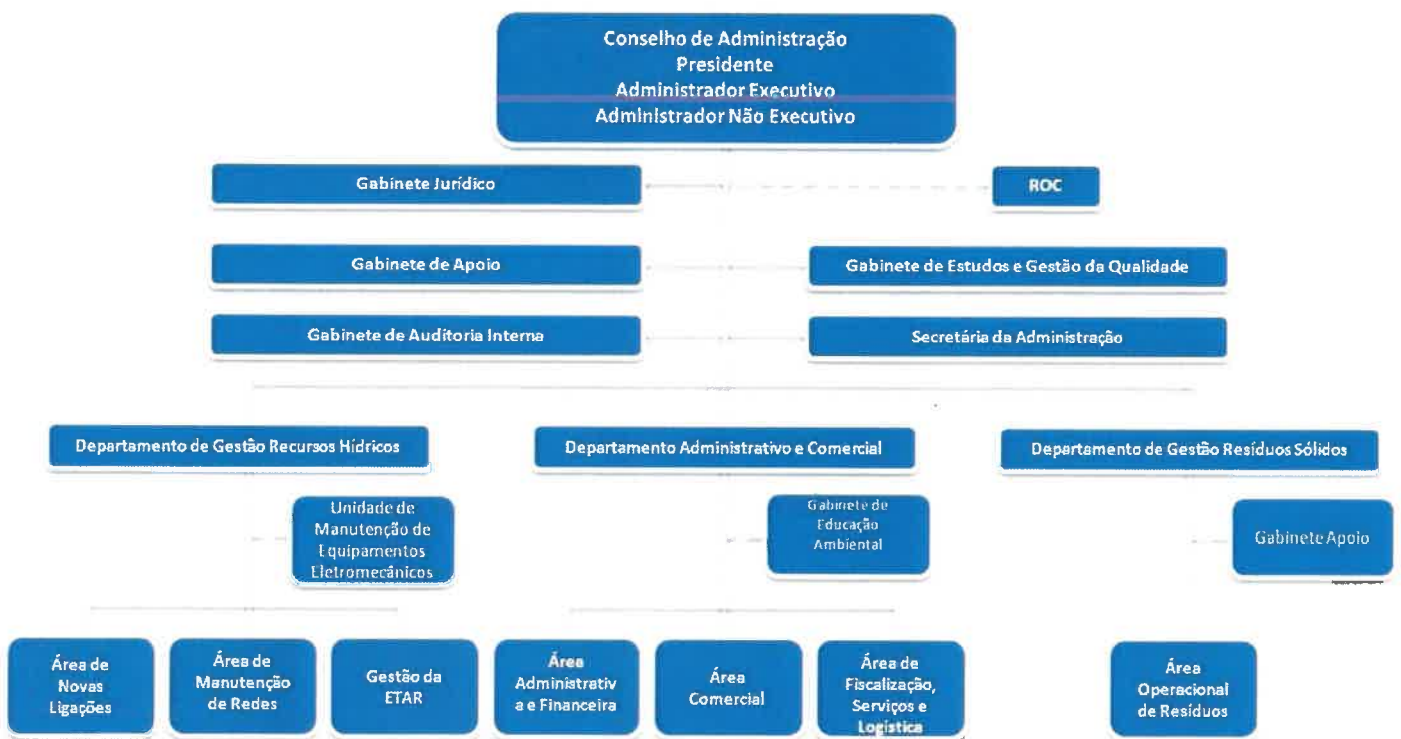 Conselho de Administração
Presidente
Administrador Executivo
Administrador Não Executivo
Gabinete Jurídico
ROC
Gabinete de Apoio
Gabinete de Estudos e Gestão da Qualidade
Gabinete de Auditoria Interna
Secretária da Administração
Departamento de Gestão Recursos Hídricos
Departamento Administrativo e Comercial
Departamento de Gestão Resíduos Sólidos
Unidade de
Manutenção de
Equipamentos
Eletromecânicos
Gabinete de
Educação
Ambiental
Gabinete Apoio
Área de
Novas
Ligações
Área de
Manutenção
de Redes
Gestão da
ETAR
Área
Administrativ
a e Financeira
Área
Comercial
Área de
Fiscalização,
Serviços e
Logística
Área
Operacional
de Resíduos